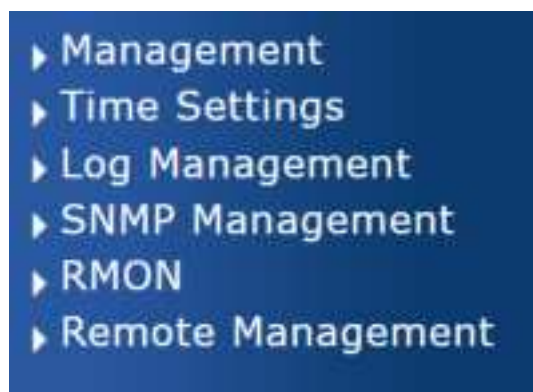 Management
Time Settings
Log Management
SNMP Management
RMON
Remote Management